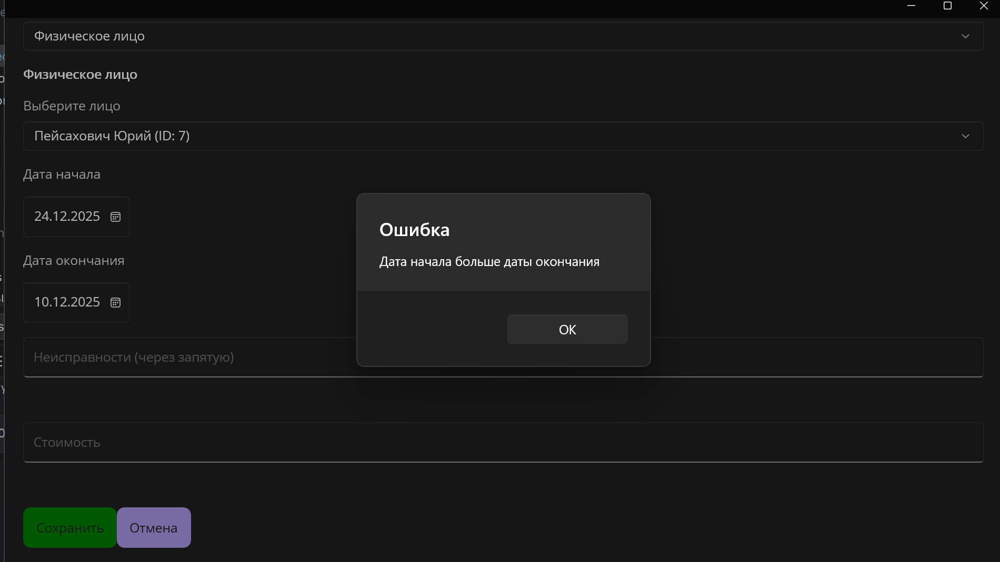 Физическое лицо
Физическое лицо
Выберите лицо
Пейсахович Юрий (ID: 7)
Дата начала
24.12.2025
Дата окончания
10.12.2025
Неисправности (через запятую)
Стоимость
Сохранить
Отмена
Ошибка
Дата начала больше даты окончания
OK